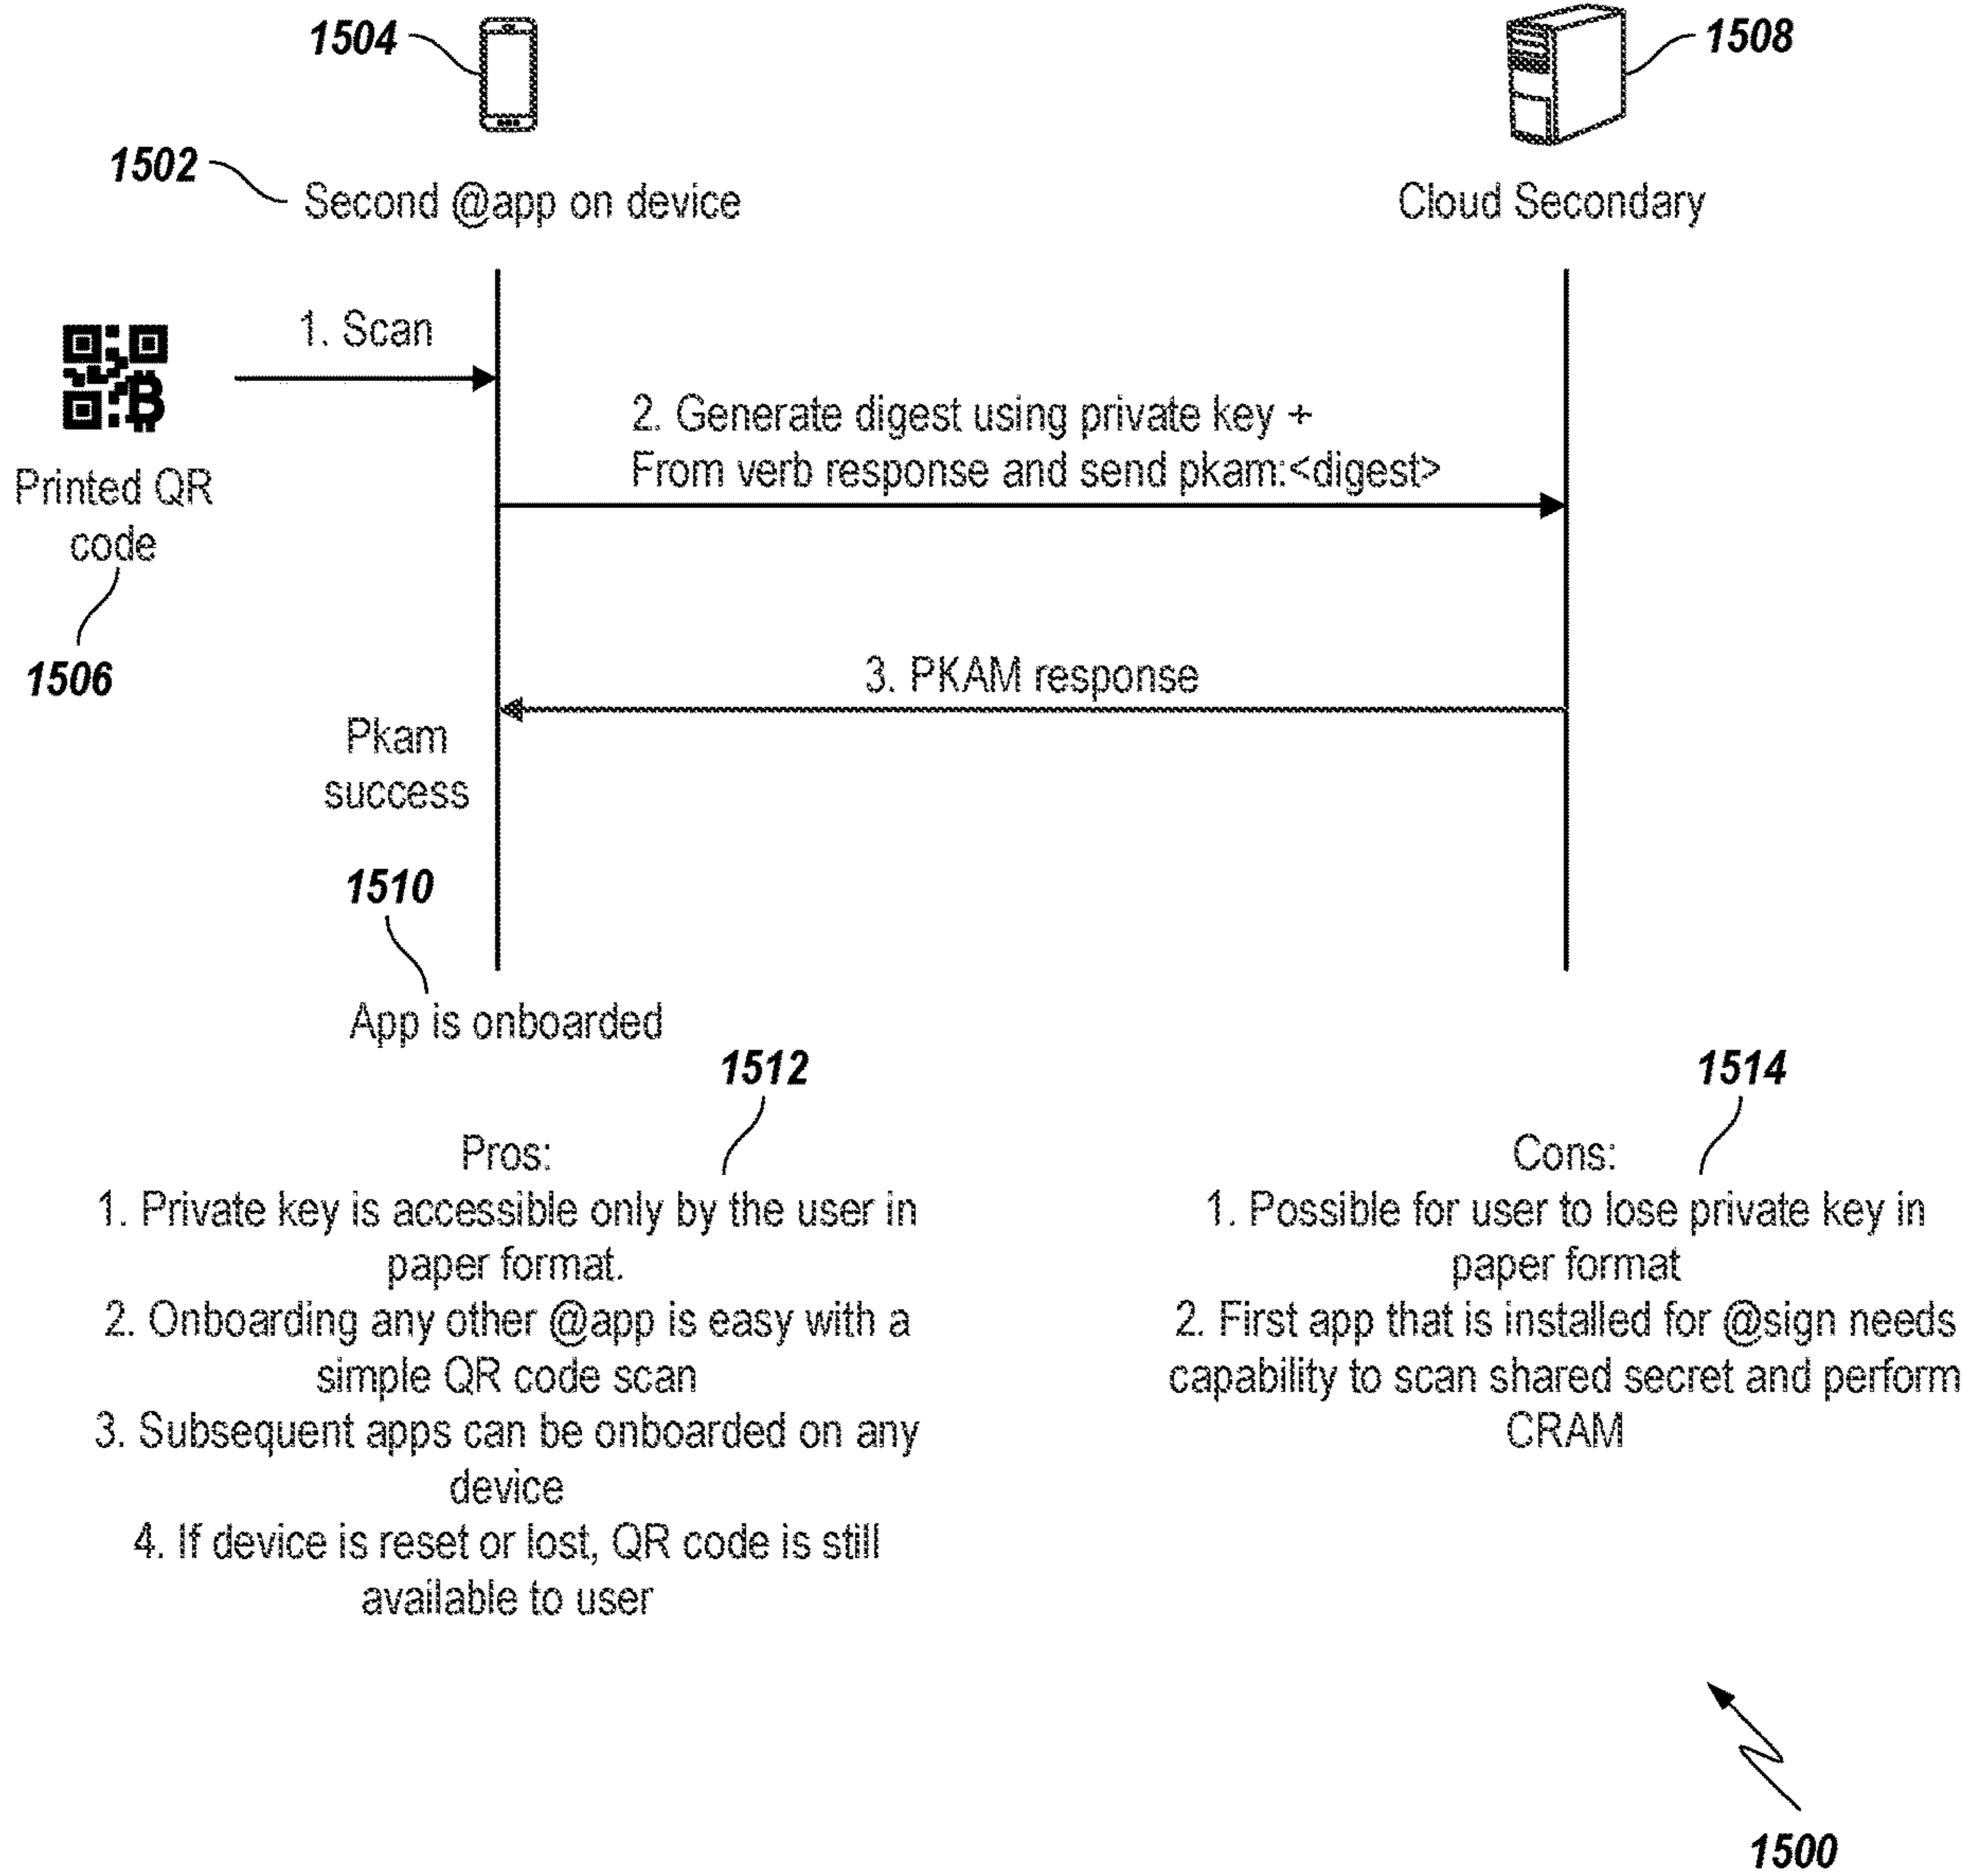 1504
1508
1502
Second @app on device
Cloud Secondary
1. Scan
2. Generate digest using private key +
From verb response and send pkam:<digest>
Printed QR
code
1506
3. PKAM response
Pkam
success
1510
App is onboarded
1512
1514
Pros:
1. Private key is accessible only by the user in
paper format.
2. Onboarding any other @app is easy with a
simple QR code scan
3. Subsequent apps can be onboarded on any
device
4. If device is reset or lost, QR code is still
available to user
Cons:
1. Possible for user to lose private key in
paper format
2. First app that is installed for @sign needs
capability to scan shared secret and perform
CRAM
1500